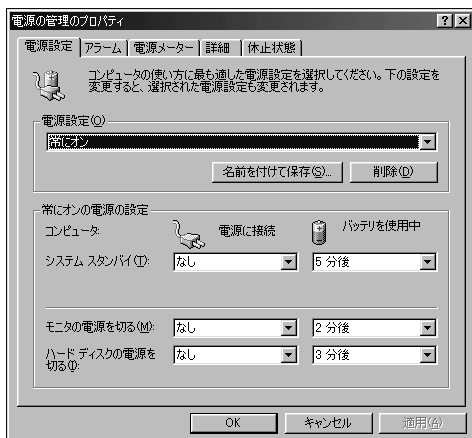 電源の管理のプロパティ
電源設定 アラーム 電源メーター 詳細 休止状態
コンピュータの使い方に最も適した電源設定を選択してください。下の設定を
変更すると、選択された電源設定も変更されます。
電源設定(O)
常にオン
名前を付けて保存(S)... 削除(D)
常にオンの電源の設定
コンピュータ: 電源に接続 バッテリを使用中
システム スタンバイ(T): なし 5 分後
モニタの電源を切る(M): なし 2 分後
ハード ディスクの電源を なし 3 分後
切る(I):
OK キャンセル 適用(A)